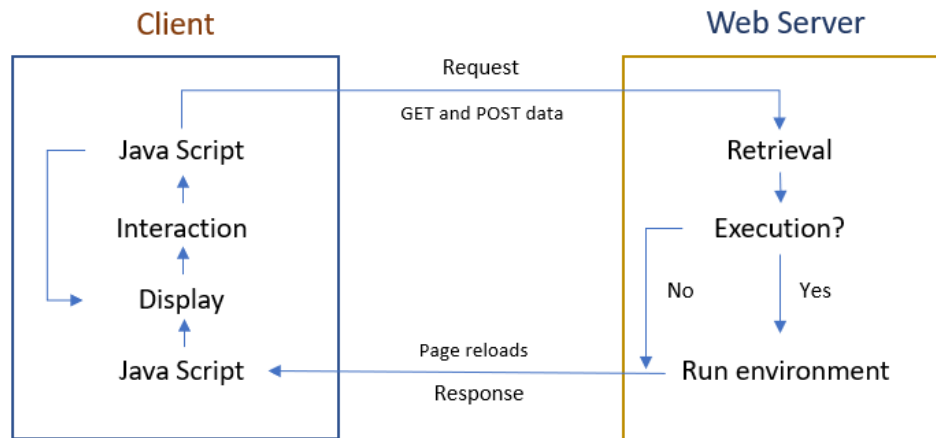 Client
Web Server
Request
GET and POST data
Java Script
Retrieval
Interaction
Execution?
Display
No
Yes
Page reloads
Java Script
Run environment
Response